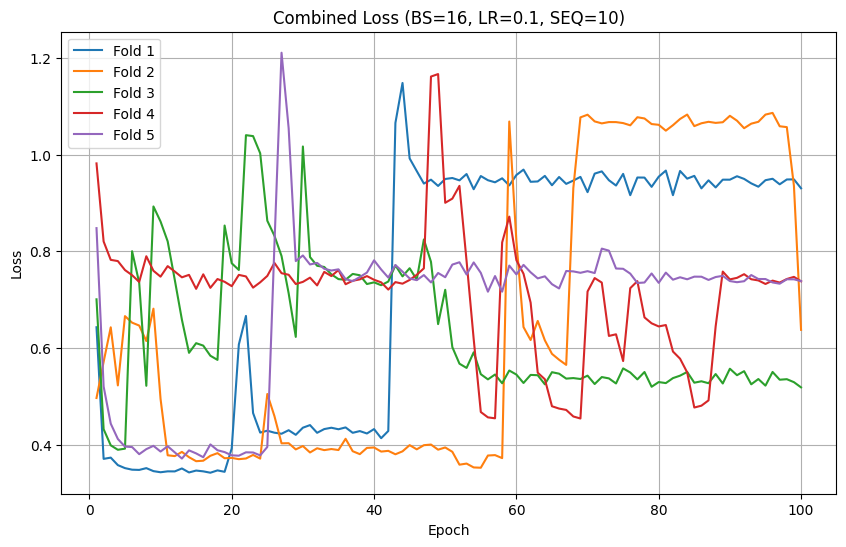 Combined Loss (BS=16, LR=0.1, SEQ=10)
Fold 1
Fold 2
Fold 3
Fold 4
Fold 5
Loss
1.2
1.0
0.8
0.6
0.4
0 20 40 60 80 100
Epoch